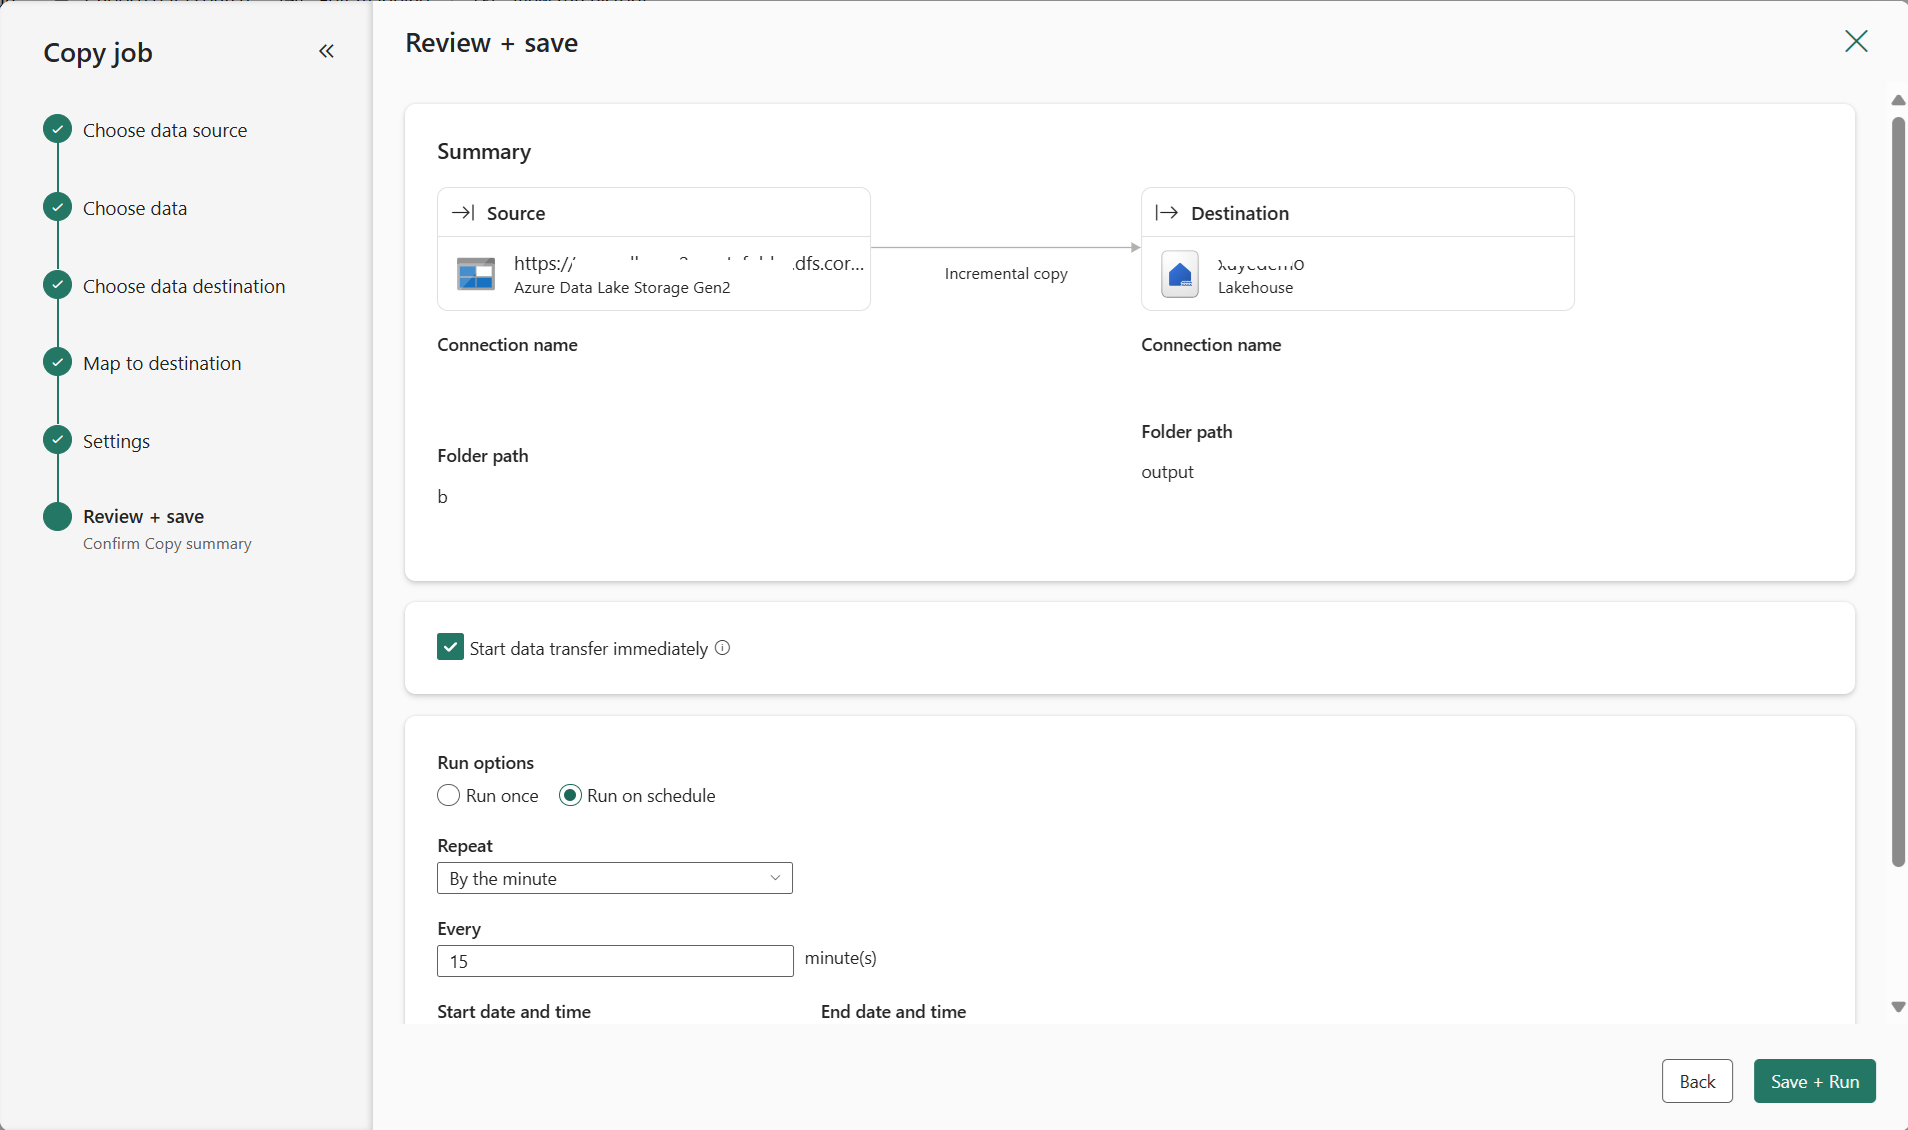 Copy job
Choose data source
Choose data
Choose data destination
Map to destination
Settings
Review + save
Confirm Copy summary
Review + save
Summary
Source
https:// .dfs.cor...
Azure Data Lake Storage Gen2
Incremental copy
Destination
Lakehouse
Connection name
Folder path
b
Connection name
Folder path
output
Start data transfer immediately
Run options
Run once
Run on schedule
Repeat
By the minute
Every
15 minute(s)
Start date and time
End date and time
Back
Save + Run